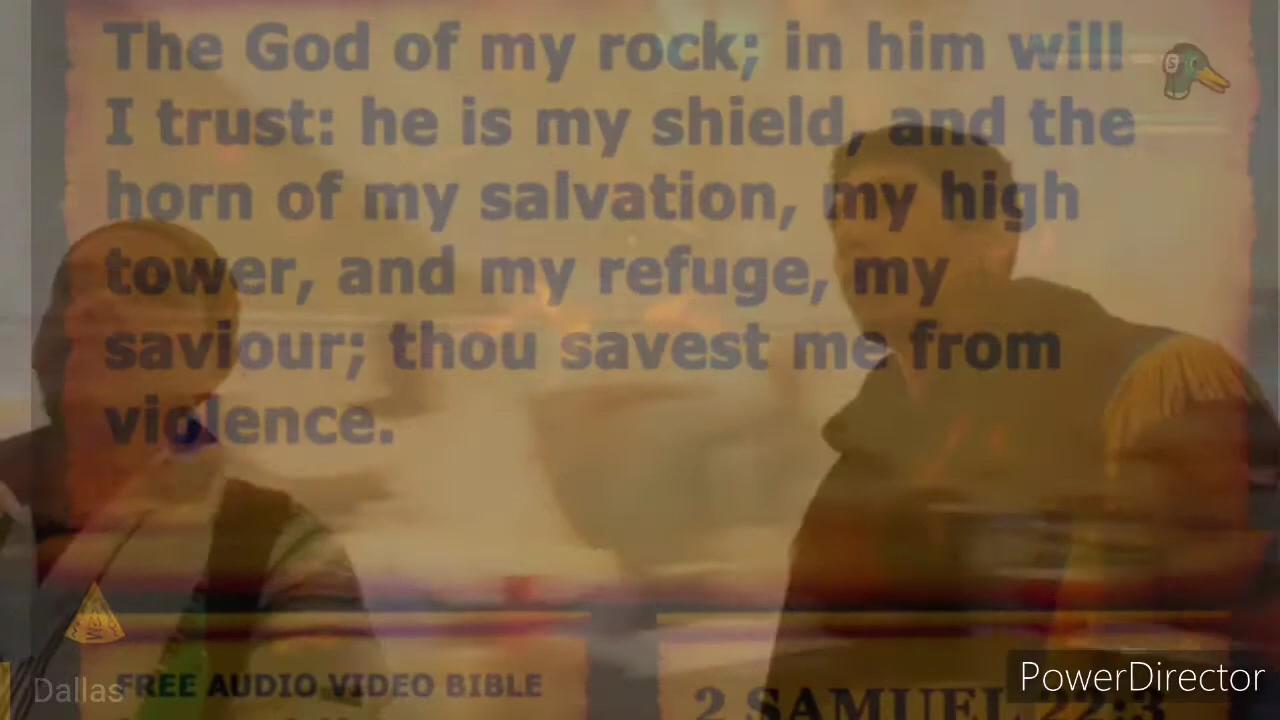 The God of my rock; in him will
I trust: he is my shield, and the
horn of my salvation, my high
tower, and my refuge, my
saviour; thou savest me from
violence.
Dallas
FREE AUDIO VIDEO BIBLE
2 SAMUEL 22:3
PowerDirector